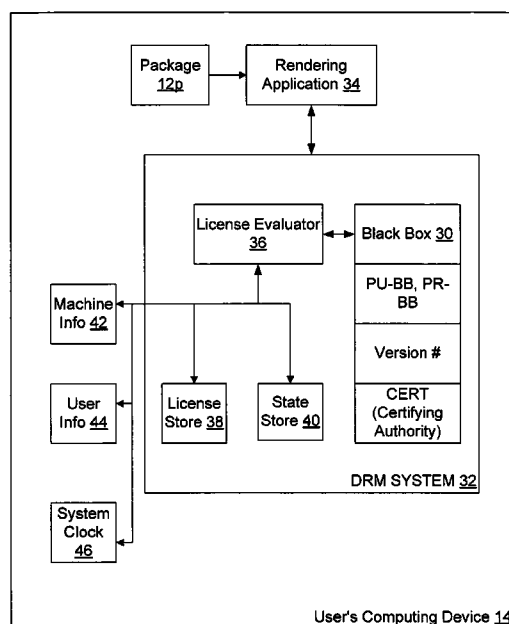 Package
12p
Rendering
Application 34
License Evaluator
36
Black Box 30
PU-BB, PR-
BB
Version #
CERT
(Certifying
Authority)
Machine
Info 42
User
Info 44
System
Clock
46
License
Store 38
State
Store 40
DRM SYSTEM 32
User's Computing Device 14